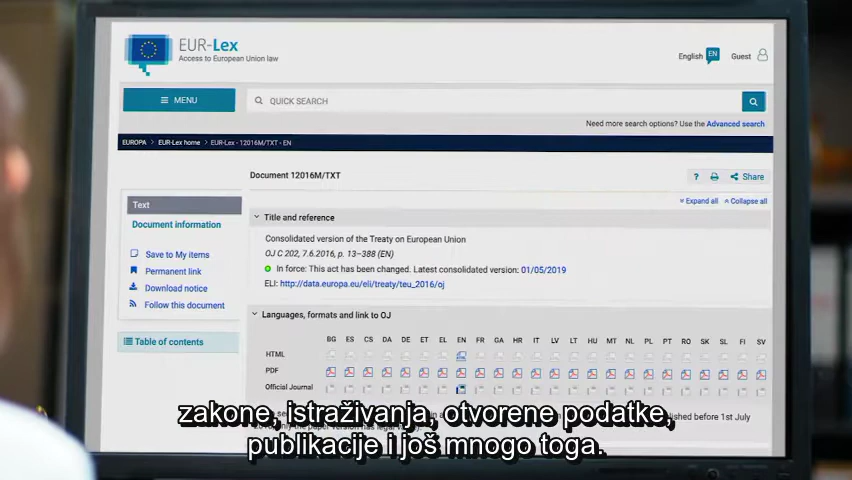 EUR-Lex
Access to European Union law
English EN Guest
MENU
QUICK SEARCH
Need more search options? Use the Advanced search
EUROPA > EUR-Lex home > EUR-Lex - 12016M/TXT - EN
Document 12016M/TXT
? Share
Expand all Collapse all
Text
Document information
Save to My items
Permanent link
Download notice
Follow this document
Table of contents
Title and reference
Consolidated version of the Treaty on European Union
OJ C 202, 7.6.2016, p. 13–388 (EN)
In force: This act has been changed. Latest consolidated version: 01/05/2019
ELI: http://data.europa.eu/eli/treaty/teu_2016/oj
Languages, formats and link to OJ
BG ES CS DA DE ET EL EN FR GA HR IT LV LT HU MT NL PL PT RO SK SL FI SV
HTML
PDF
Official Journal
published before 1st July
zakone, istraživanja, otvorene podatke,
publikacije i još mnogo toga.